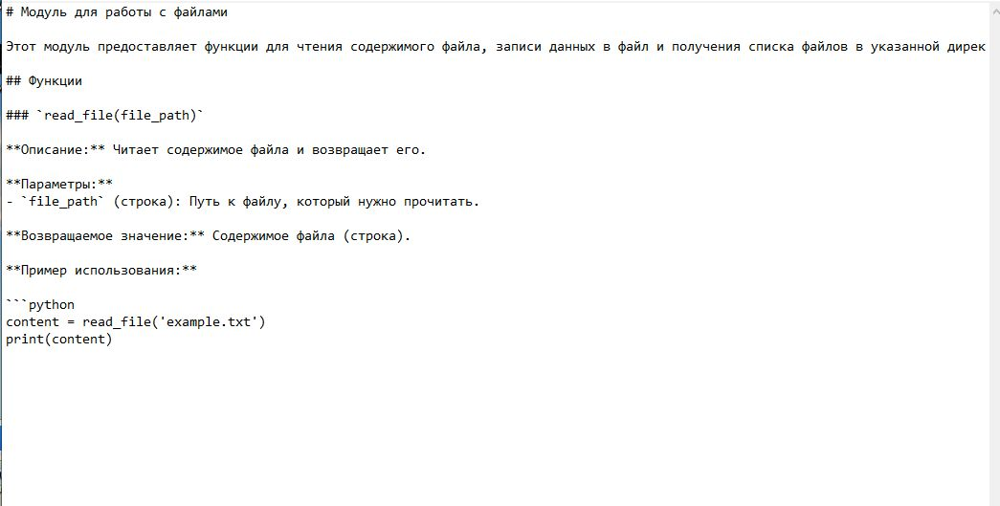 # Модуль для работы с файлами
Этот модуль предоставляет функции для чтения содержимого файла, записи данных в файл и получения списка файлов в указанной дирек
## Функции
### `read_file(file_path)`
**Описание:** Читает содержимое файла и возвращает его.
**Параметры:**
- `file_path` (строка): Путь к файлу, который нужно прочитать.
**Возвращаемое значение:** Содержимое файла (строка).
**Пример использования:**
```python
content = read_file('example.txt')
print(content)